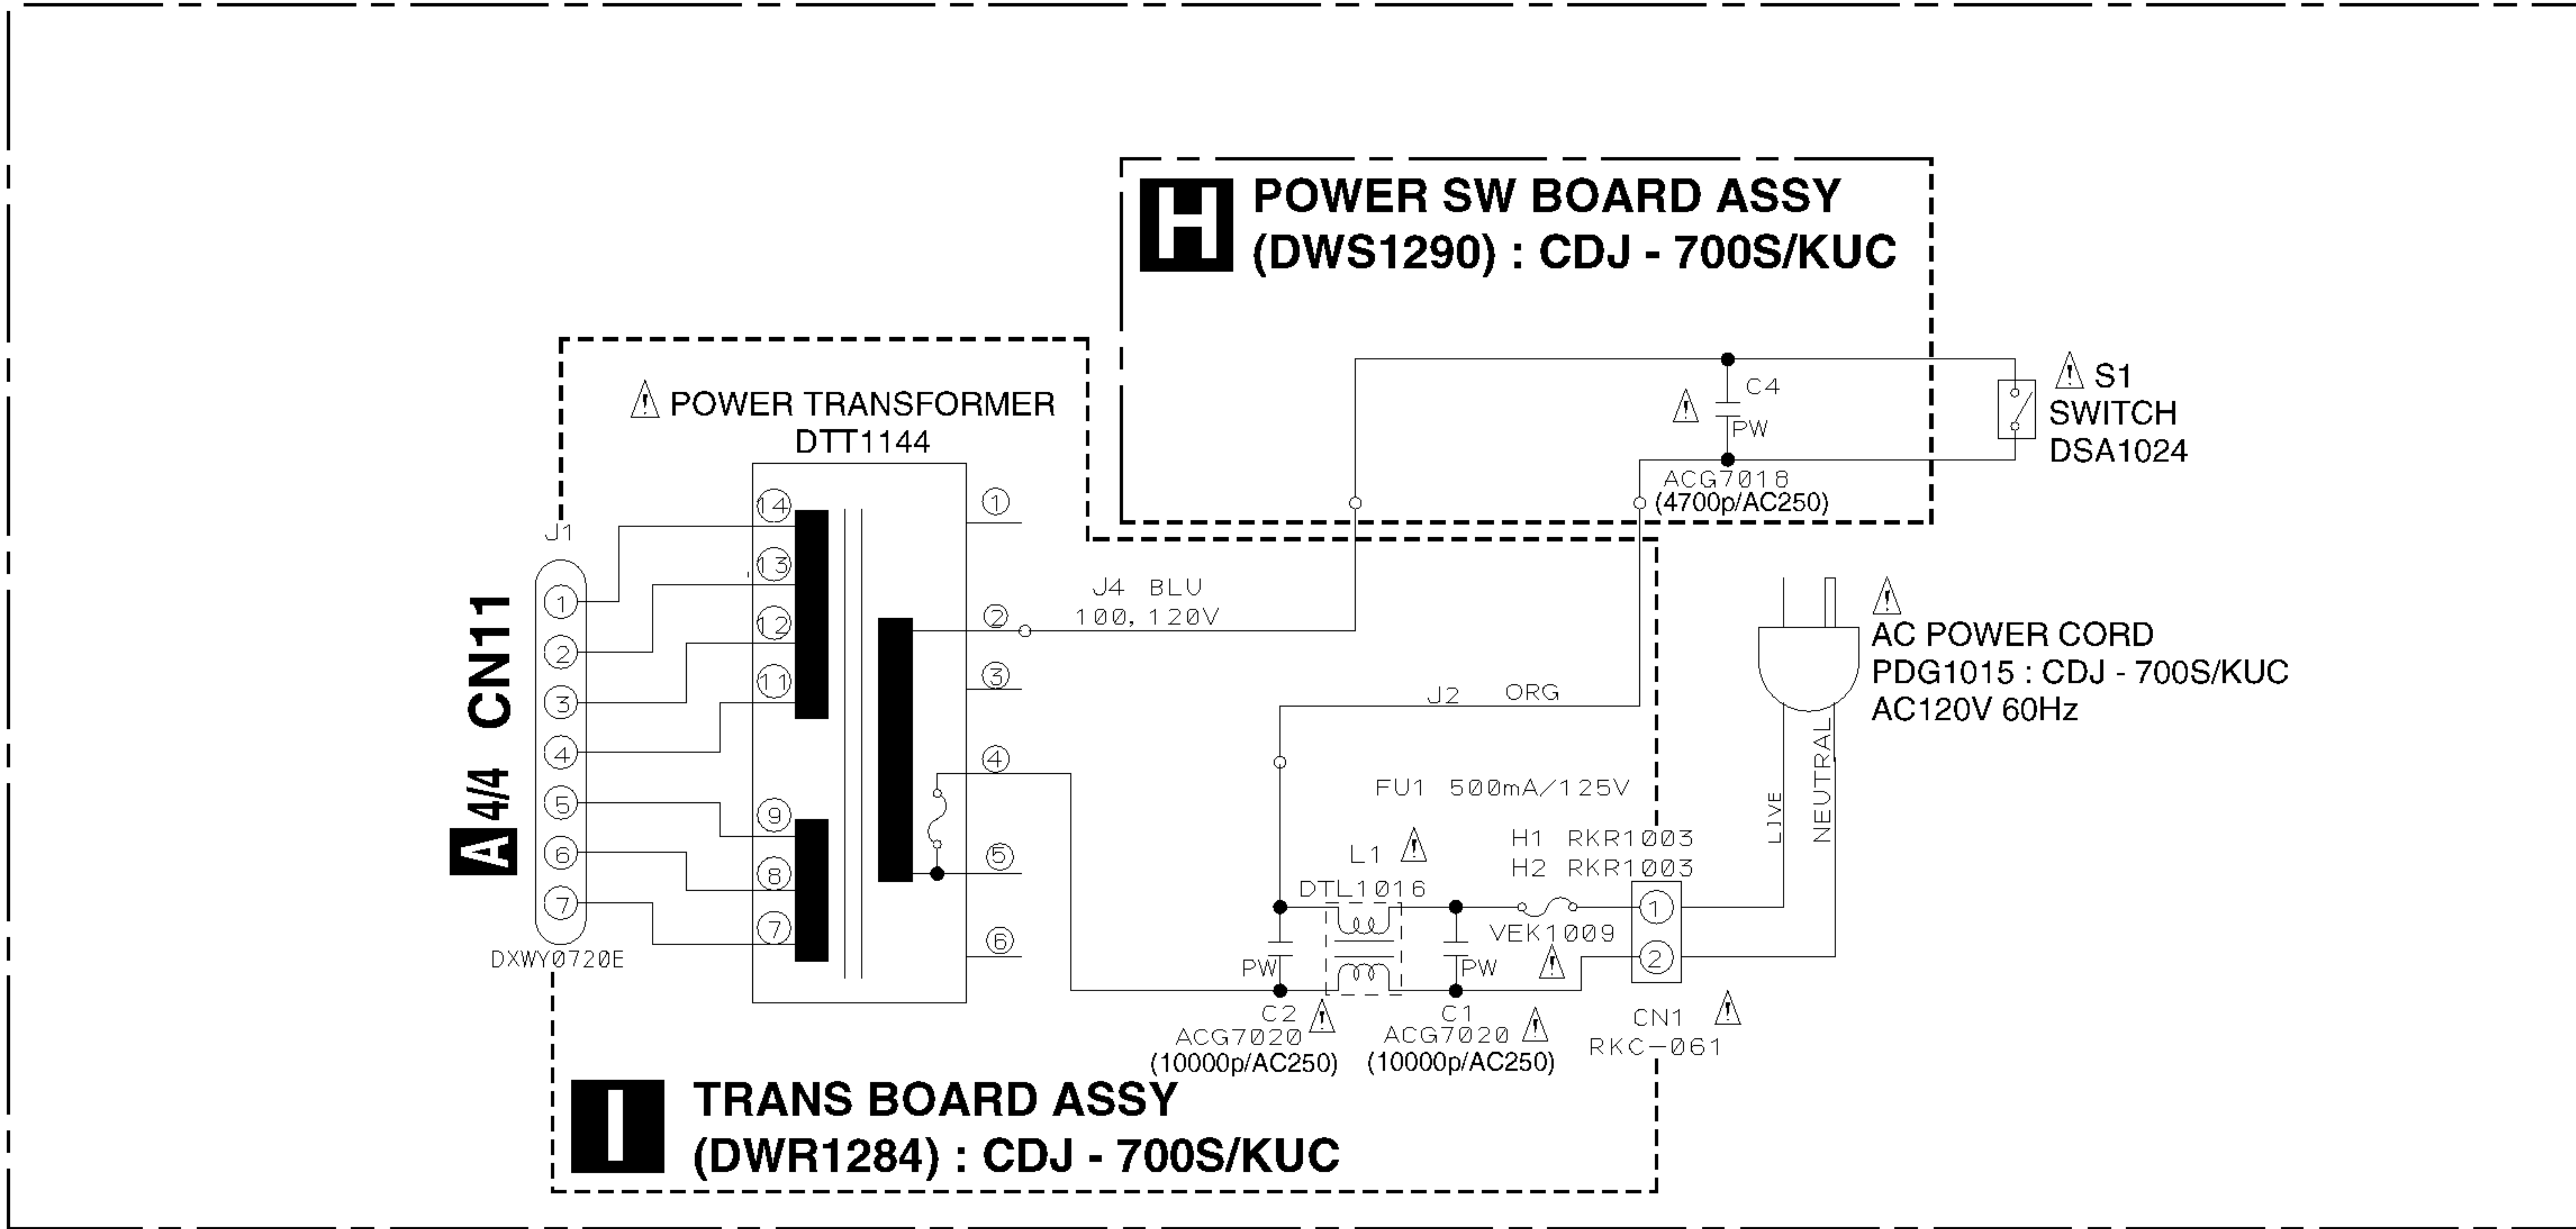 H POWER SW BOARD ASSY
(DWS1290) : CDJ - 700S/KUC
POWER TRANSFORMER
DTT1144
C4
PW
ACG7018
(4700p/AC250)
S1
SWITCH
DSA1024
J1
1
2
3
4
5
6
7
DXWY0720E
A 4/4 CN11
14
13
12
11
9
8
7
1
2
3
4
5
6
J4 BLU
100, 120V
J2 ORG
AC POWER CORD
PDG1015 : CDJ - 700S/KUC
AC120V 60Hz
LIVE
NEUTRAL
FU1 500mA/125V
H1 RKR1003
H2 RKR1003
L1
DTL1016
VEK1009
1
2
PW
PW
C2
ACG7020
(10000p/AC250)
C1
ACG7020
(10000p/AC250)
CN1
RKC-061
I TRANS BOARD ASSY
(DWR1284) : CDJ - 700S/KUC